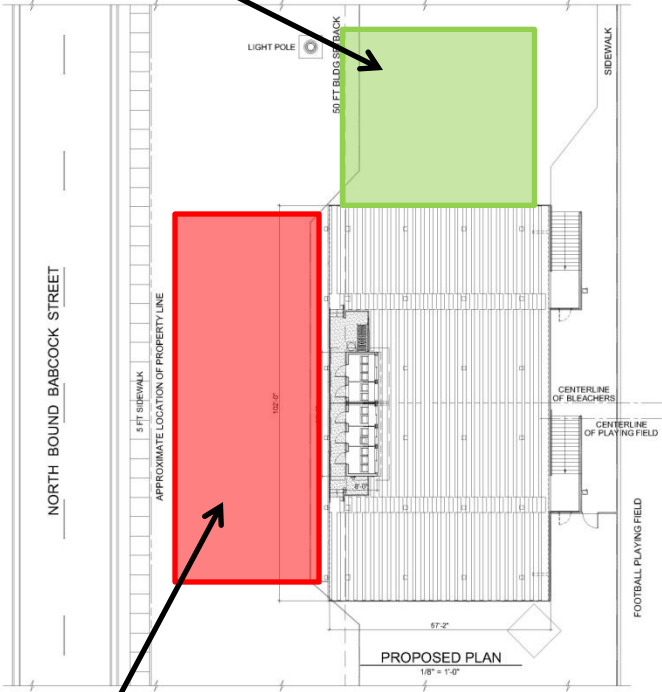 LIGHT POLE
50 FT BLDG SETBACK
SIDEWALK
NORTH BOUND BABCOCK STREET
5 FT SIDEWALK
APPROXIMATE LOCATION OF PROPERTY LINE
102'-0"
8'-0"
CENTERLINE
OF BLEACHERS
CENTERLINE
OF PLAYING FIELD
FOOTBALL PLAYING FIELD
57'-2"
PROPOSED PLAN
1/8" = 1'-0"